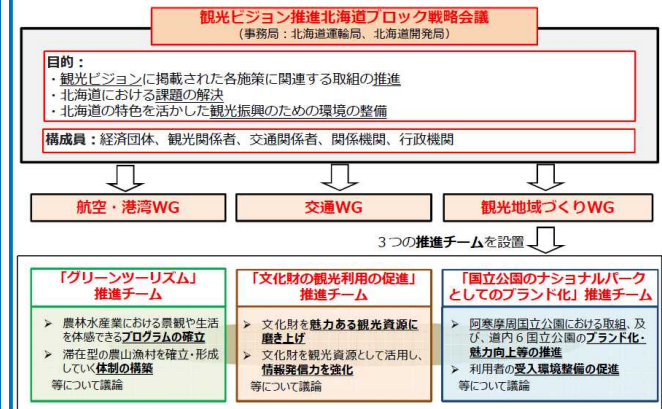 観光ビジョン推進北海道ブロック戦略会議
(事務局：北海道運輸局、北海道開発局)
目的：
・観光ビジョンに掲載された各施策に関連する取組の推進
・北海道における課題の解決
・北海道の特色を活かした観光振興のための環境の整備
構成員：経済団体、観光関係者、交通関係者、関係機関、行政機関
航空・港湾WG
交通WG
観光地域づくりWG
３つの推進チームを設置
「グリーンツーリズム」
推進チーム
➢ 農林水産業における景観や生活
を体感できるプログラムの確立
➢ 滞在型の農山漁村を確立・形成
していく体制の構築
等について議論
「文化財の観光利用の促進」
推進チーム
➢ 文化財を魅力ある観光資源に
磨き上げ
➢ 文化財を観光資源として活用し、
情報発信力を強化
等について議論
「国立公園のナショナルパーク
としてのブランド化」推進チーム
➢ 阿寒摩周国立公園における取組、及
び、道内６国立公園のブランド化・
魅力向上等の推進
➢ 利用者の受入環境整備の促進
等について議論